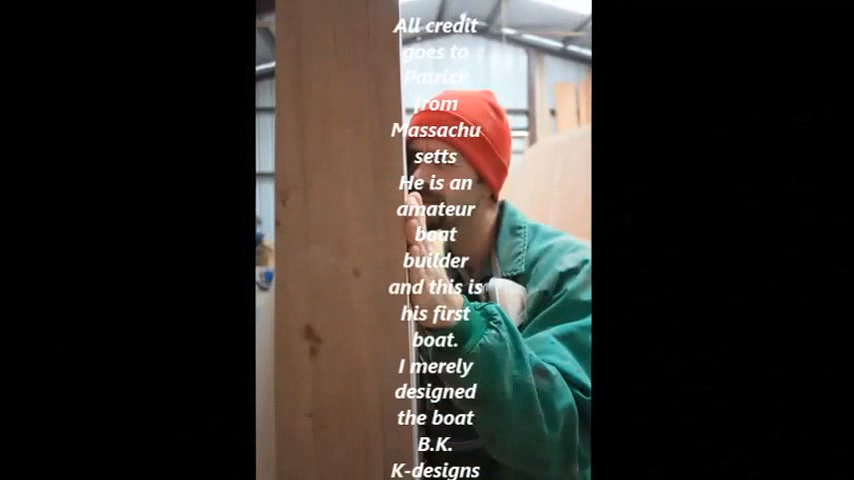 All credit
goes to
Patrick
from
Massachu
setts
He is an
amateur
boat
builder
and this is
his first
boat.
I merely
designed
the boat
B.K.
K-designs